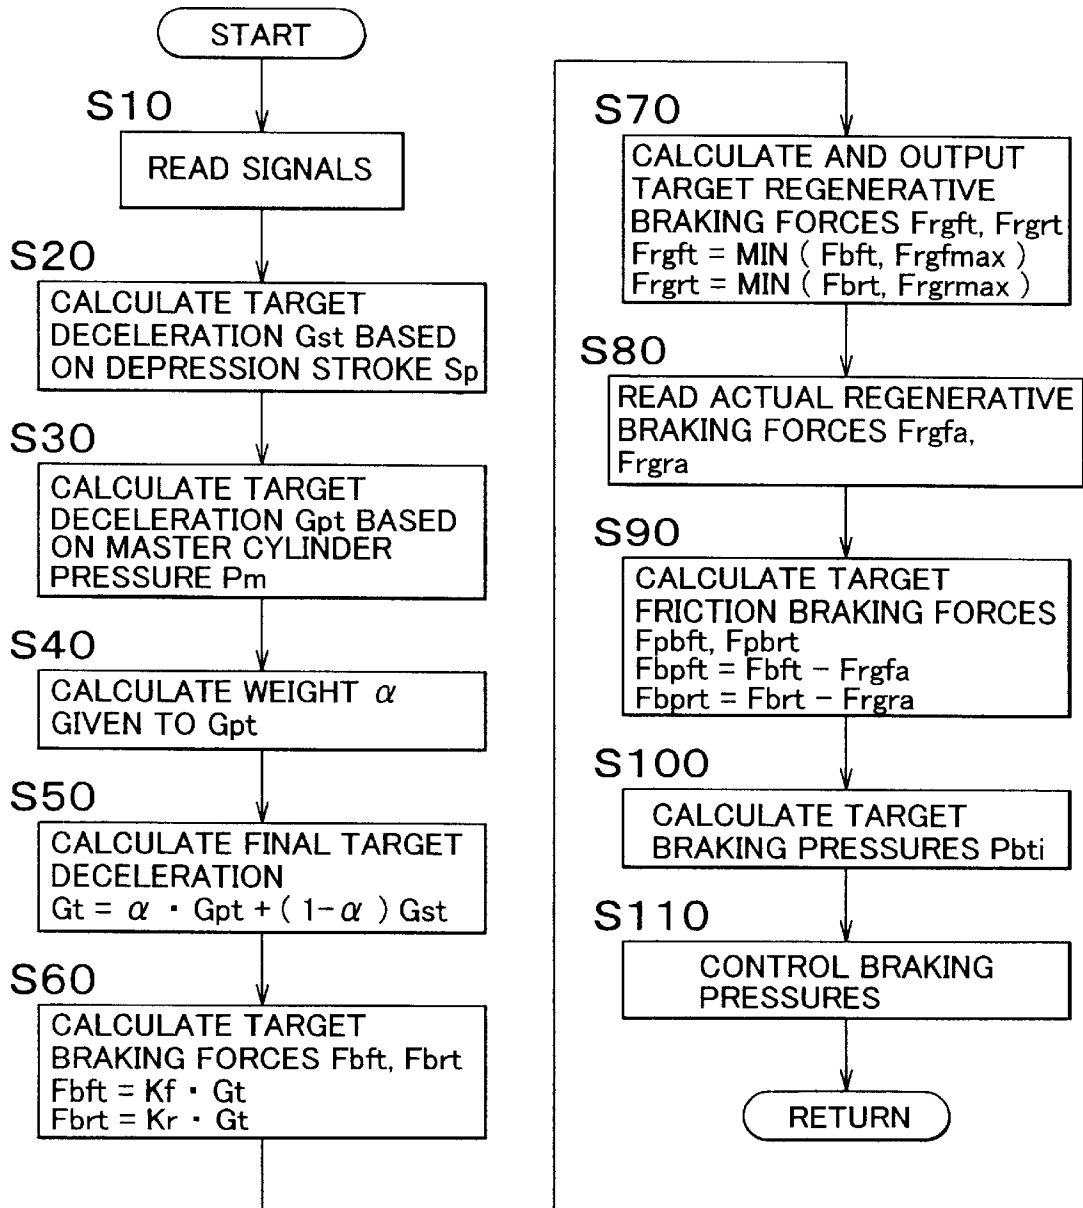 START
S10
READ SIGNALS
S20
CALCULATE TARGET
DECELERATION Gst BASED
ON DEPRESSION STROKE Sp
S30
CALCULATE TARGET
DECELERATION Gpt BASED
ON MASTER CYLINDER
PRESSURE Pm
S40
CALCULATE WEIGHT α
GIVEN TO Gpt
S50
CALCULATE FINAL TARGET
DECELERATION
Gt = α · Gpt + ( 1-α ) Gst
S60
CALCULATE TARGET
BRAKING FORCES Fbft, Fbrt
Fbft = Kf · Gt
Fbrt = Kr · Gt
S70
CALCULATE AND OUTPUT
TARGET REGENERATIVE
BRAKING FORCES Frgft, Frgrt
Frgft = MIN ( Fbft, Frgfmax )
Frgrt = MIN ( Fbrt, Frgrmax )
S80
READ ACTUAL REGENERATIVE
BRAKING FORCES Frgfa,
Frgra
S90
CALCULATE TARGET
FRICTION BRAKING FORCES
Fpbft, Fpbrt
Fbpft = Fbft - Frgfa
Fbprt = Fbrt - Frgra
S100
CALCULATE TARGET
BRAKING PRESSURES Pbti
S110
CONTROL BRAKING
PRESSURES
RETURN